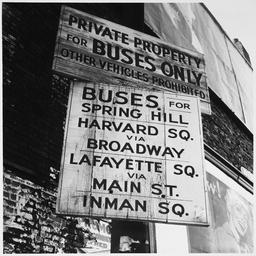 PRIVATE PROPERTY
FOR BUSES ONLY
OTHER VEHICLES PROHIBITED
BUSES FOR
SPRING HILL
HARVARD SQ.
VIA
BROADWAY
LAFAYETTE SQ.
VIA
MAIN ST.
INMAN SQ.